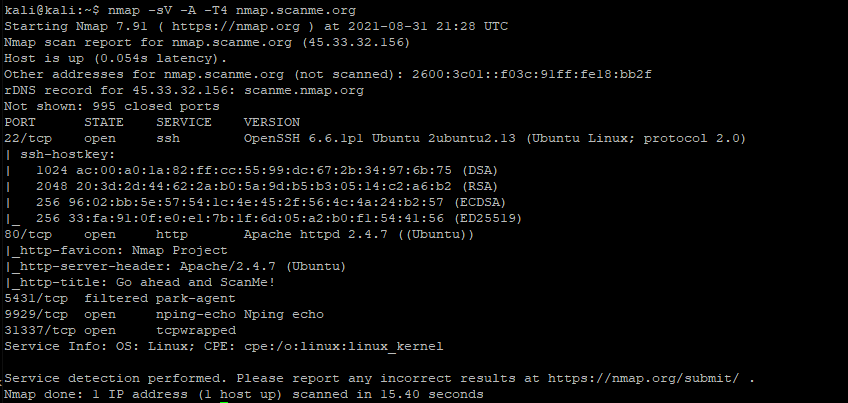 kali@kali:~$ nmap -sV -A -T4 nmap.scanme.org
Starting Nmap 7.91 ( https://nmap.org ) at 2021-08-31 21:28 UTC
Nmap scan report for nmap.scanme.org (45.33.32.156)
Host is up (0.054s latency).
Other addresses for nmap.scanme.org (not scanned): 2600:3c01::f03c:91ff:fe18:bb2f
rDNS record for 45.33.32.156: scanme.nmap.org
Not shown: 995 closed ports
PORT      STATE    SERVICE    VERSION
22/tcp    open     ssh        OpenSSH 6.6.1p1 Ubuntu 2ubuntu2.13 (Ubuntu Linux; protocol 2.0)
| ssh-hostkey:
|   1024 ac:00:a0:1a:82:ff:cc:55:99:dc:67:2b:34:97:6b:75 (DSA)
|   2048 20:3d:2d:44:62:2a:b0:5a:9d:b5:b3:05:14:c2:a6:b2 (RSA)
|   256 96:02:bb:5e:57:54:1c:4e:45:2f:56:4c:4a:24:b2:57 (ECDSA)
|_  256 33:fa:91:0f:e0:e1:7b:1f:6d:05:a2:b0:f1:54:41:56 (ED25519)
80/tcp    open     http       Apache httpd 2.4.7 ((Ubuntu))
|_http-favicon: Nmap Project
|_http-server-header: Apache/2.4.7 (Ubuntu)
|_http-title: Go ahead and ScanMe!
5431/tcp  filtered park-agent
9929/tcp  open     nping-echo Nping echo
31337/tcp open     tcpwrapped
Service Info: OS: Linux; CPE: cpe:/o:linux:linux_kernel

Service detection performed. Please report any incorrect results at https://nmap.org/submit/ .
Nmap done: 1 IP address (1 host up) scanned in 15.40 seconds